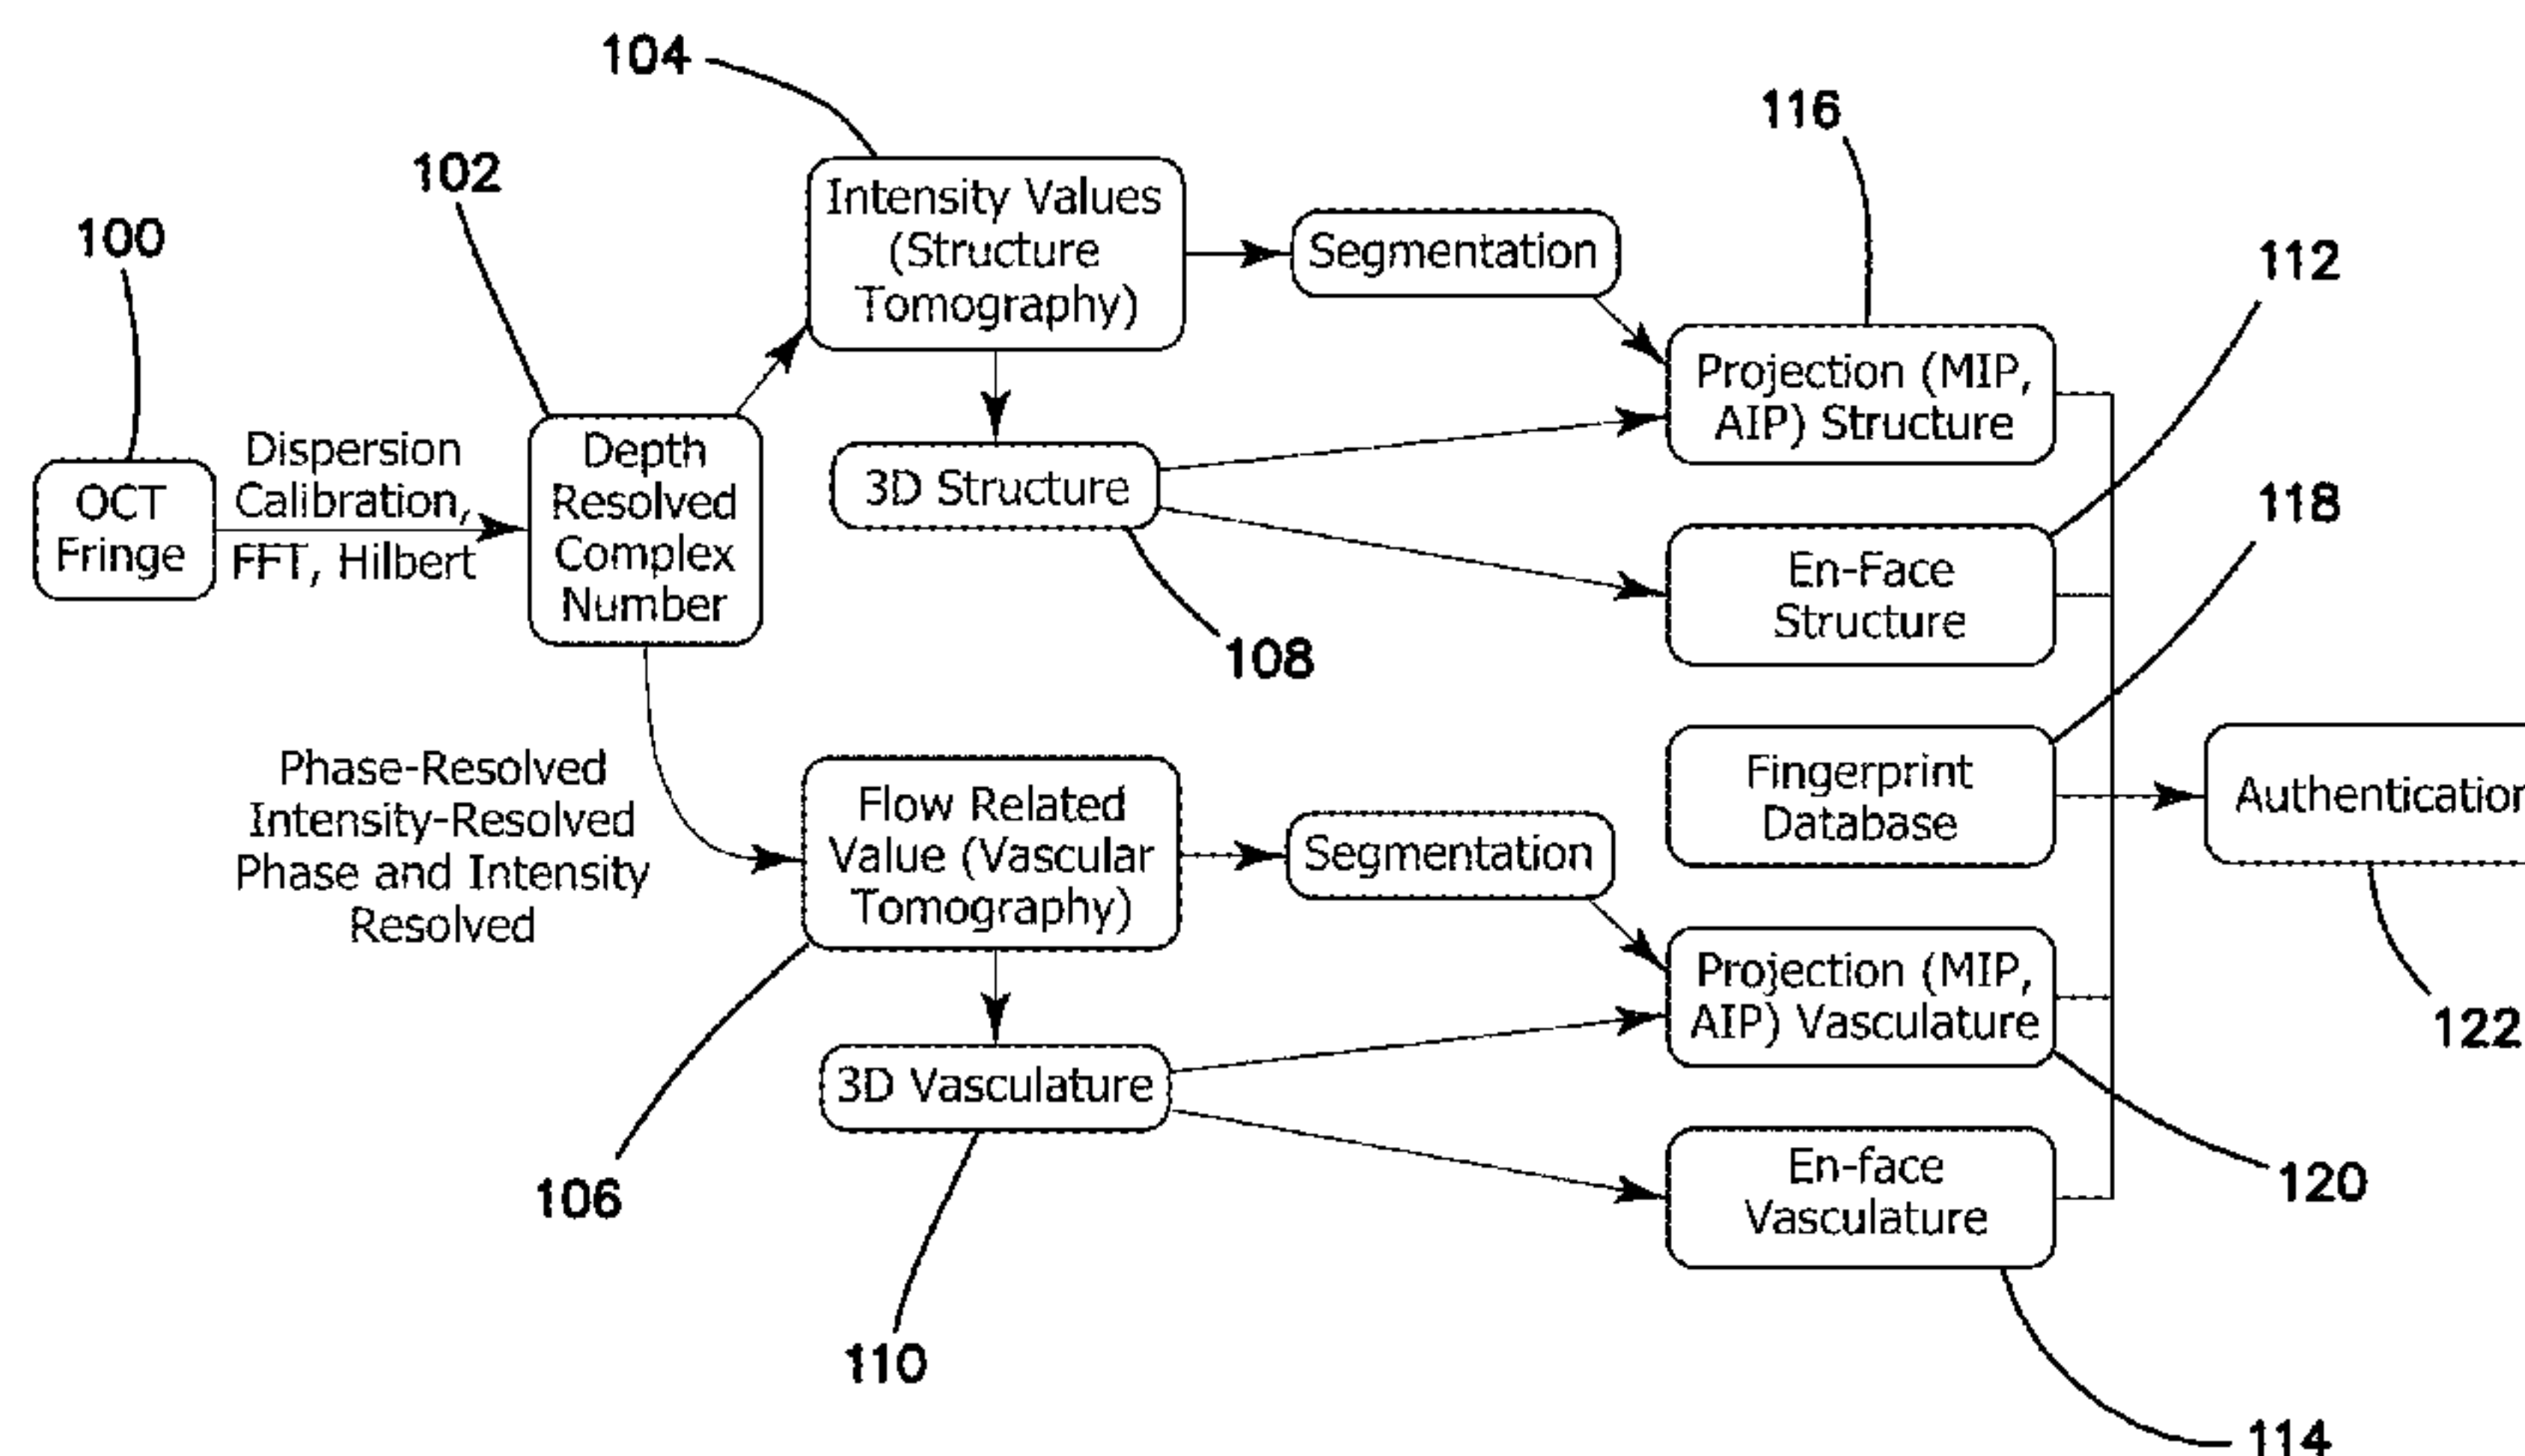 104
116
102
Intensity Values
(Structure
Tomography)
100
Segmentation
112
Projection (MIP,
AIP) Structure
Dispersion
Calibration,
FFT, Hilbert
OCT
Fringe
Depth
Resolved
Complex
Number
3D Structure
118
En-Face
Structure
108
Phase-Resolved
Intensity-Resolved
Phase and Intensity
Resolved
Flow Related
Value (Vascular
Tomography)
Segmentation
Fingerprint
Database
Authentication
Projection (MIP,
AIP) Vasculature
122
3D Vasculature
106
120
En-face
Vasculature
110
114